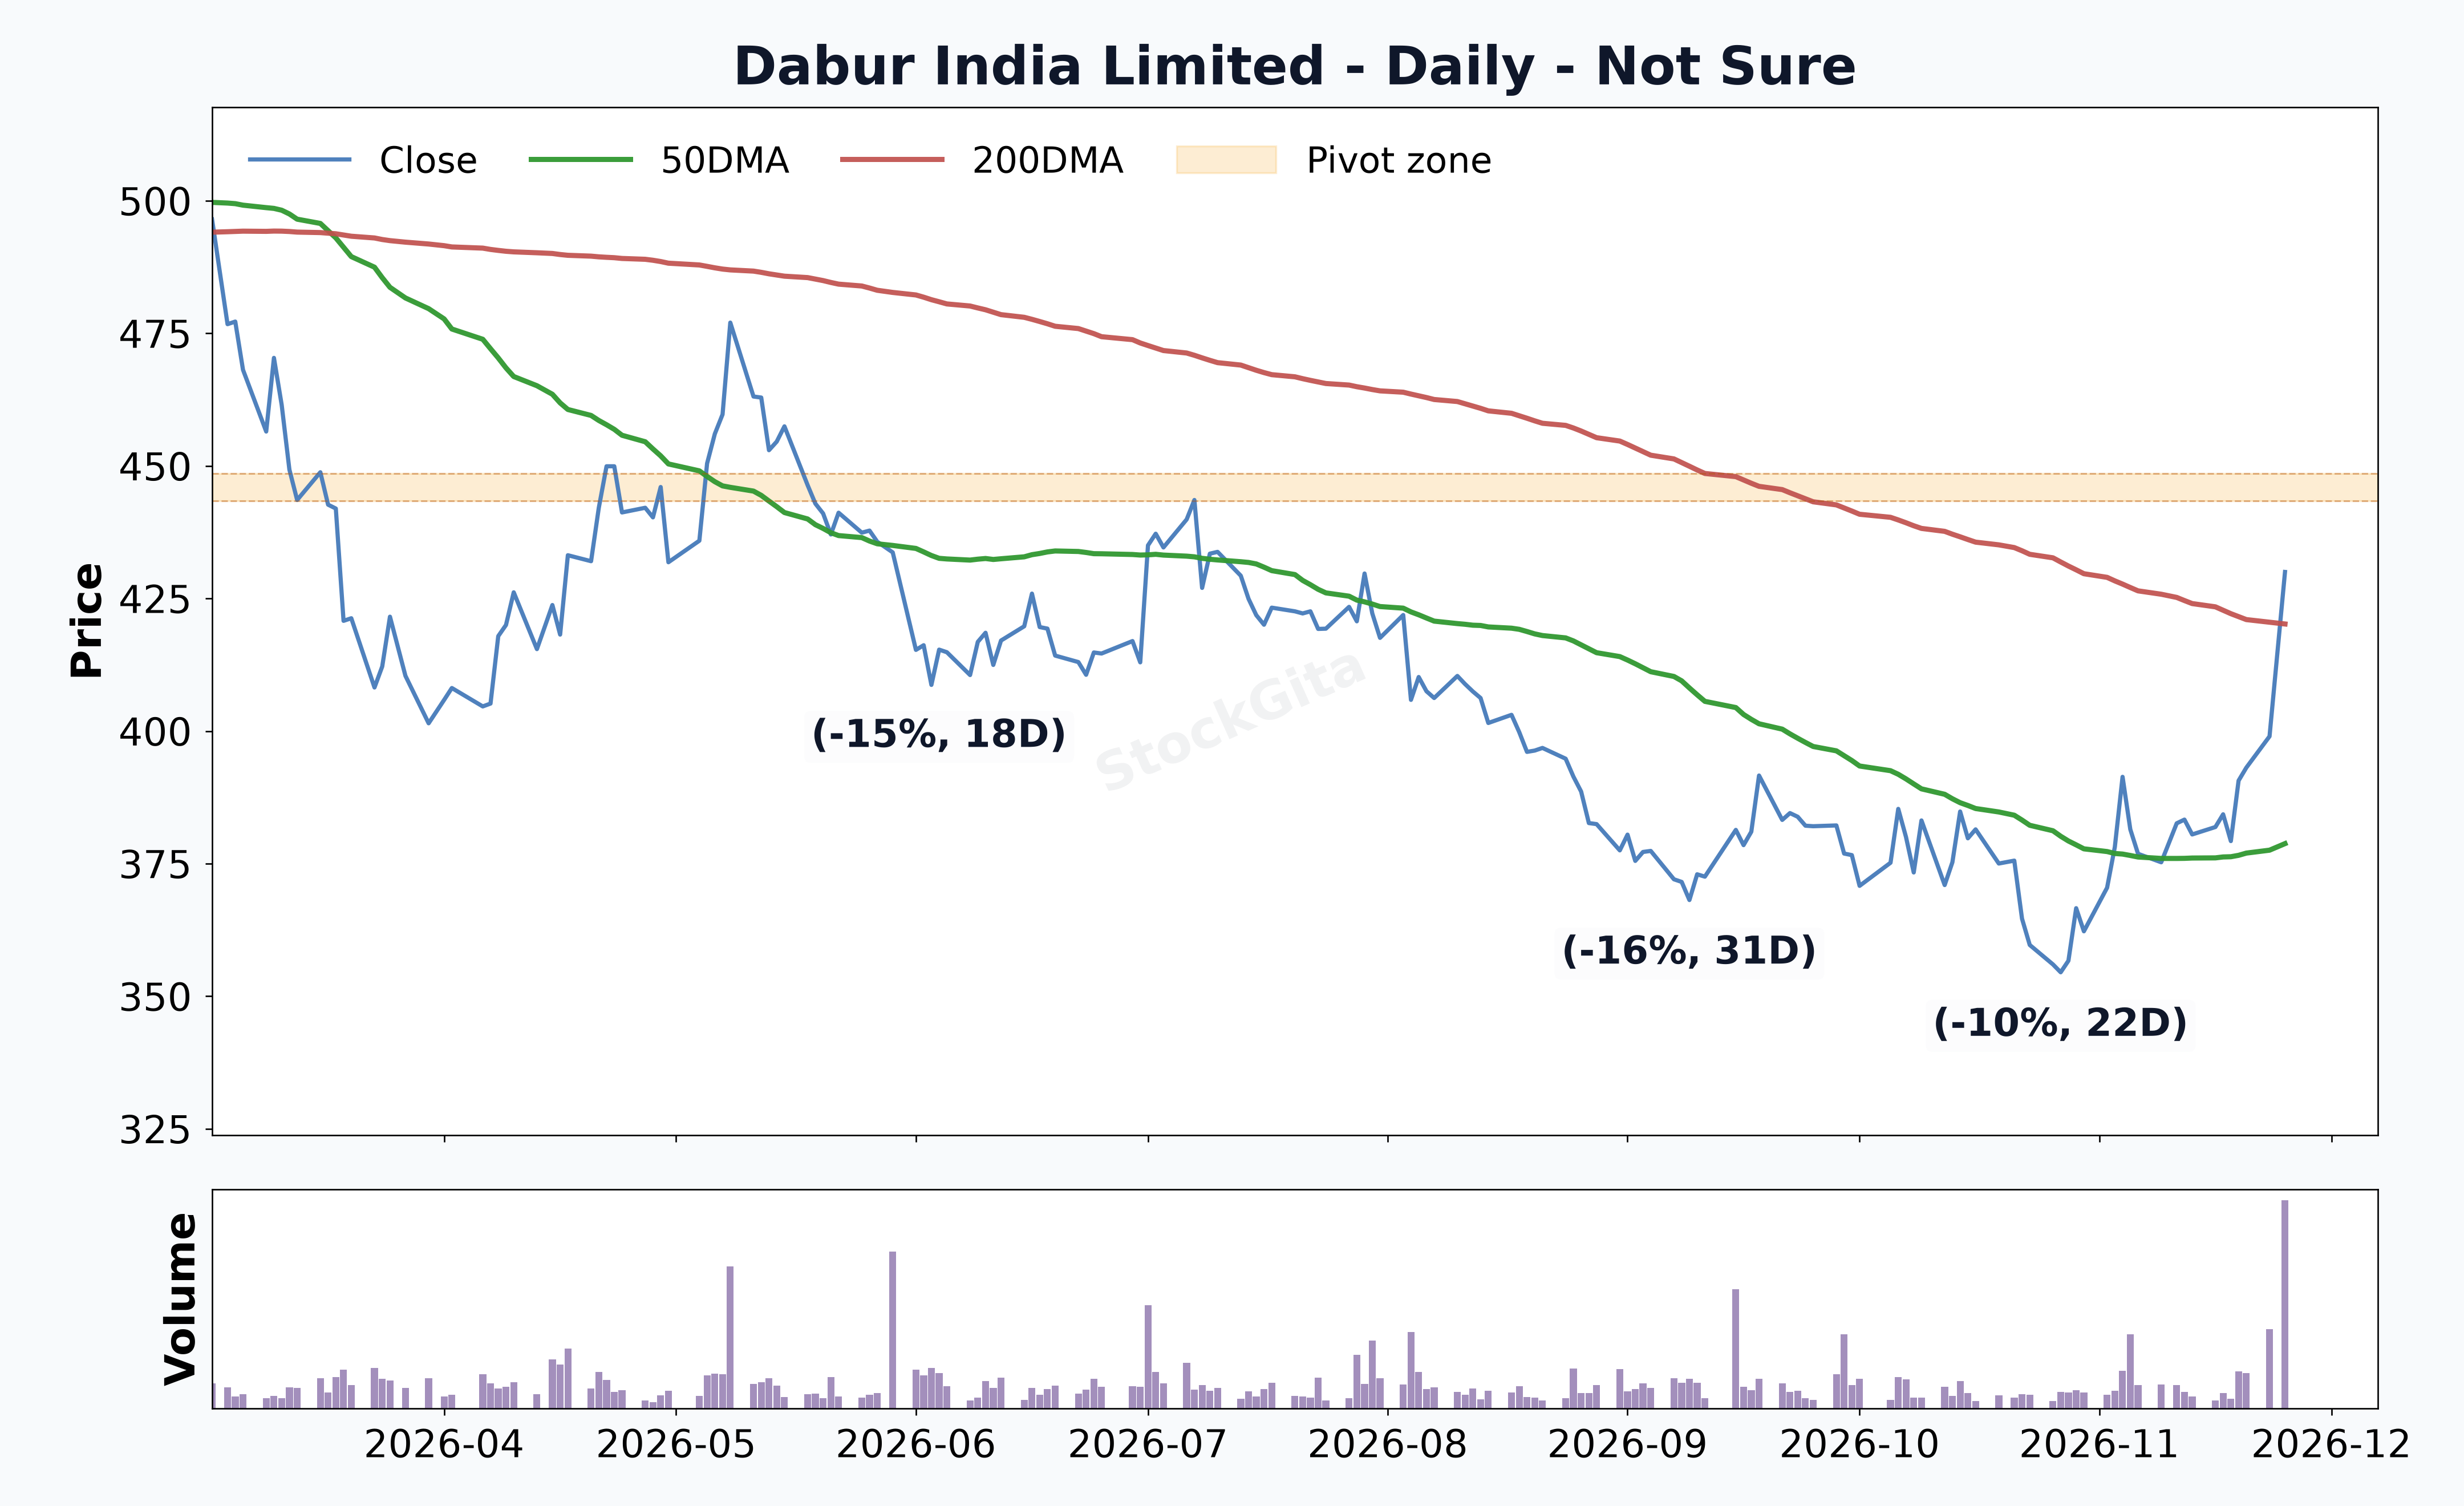 Dabur India Limited - Daily - Not Sure
Close 50DMA 200DMA Pivot zone
500
475
450
425
400
375
350
325
Price
(-15%, 18D)
StockGita
(-16%, 31D)
(-10%, 22D)
Volume
2026-04 2026-05 2026-06 2026-07 2026-08 2026-09 2026-10 2026-11 2026-12